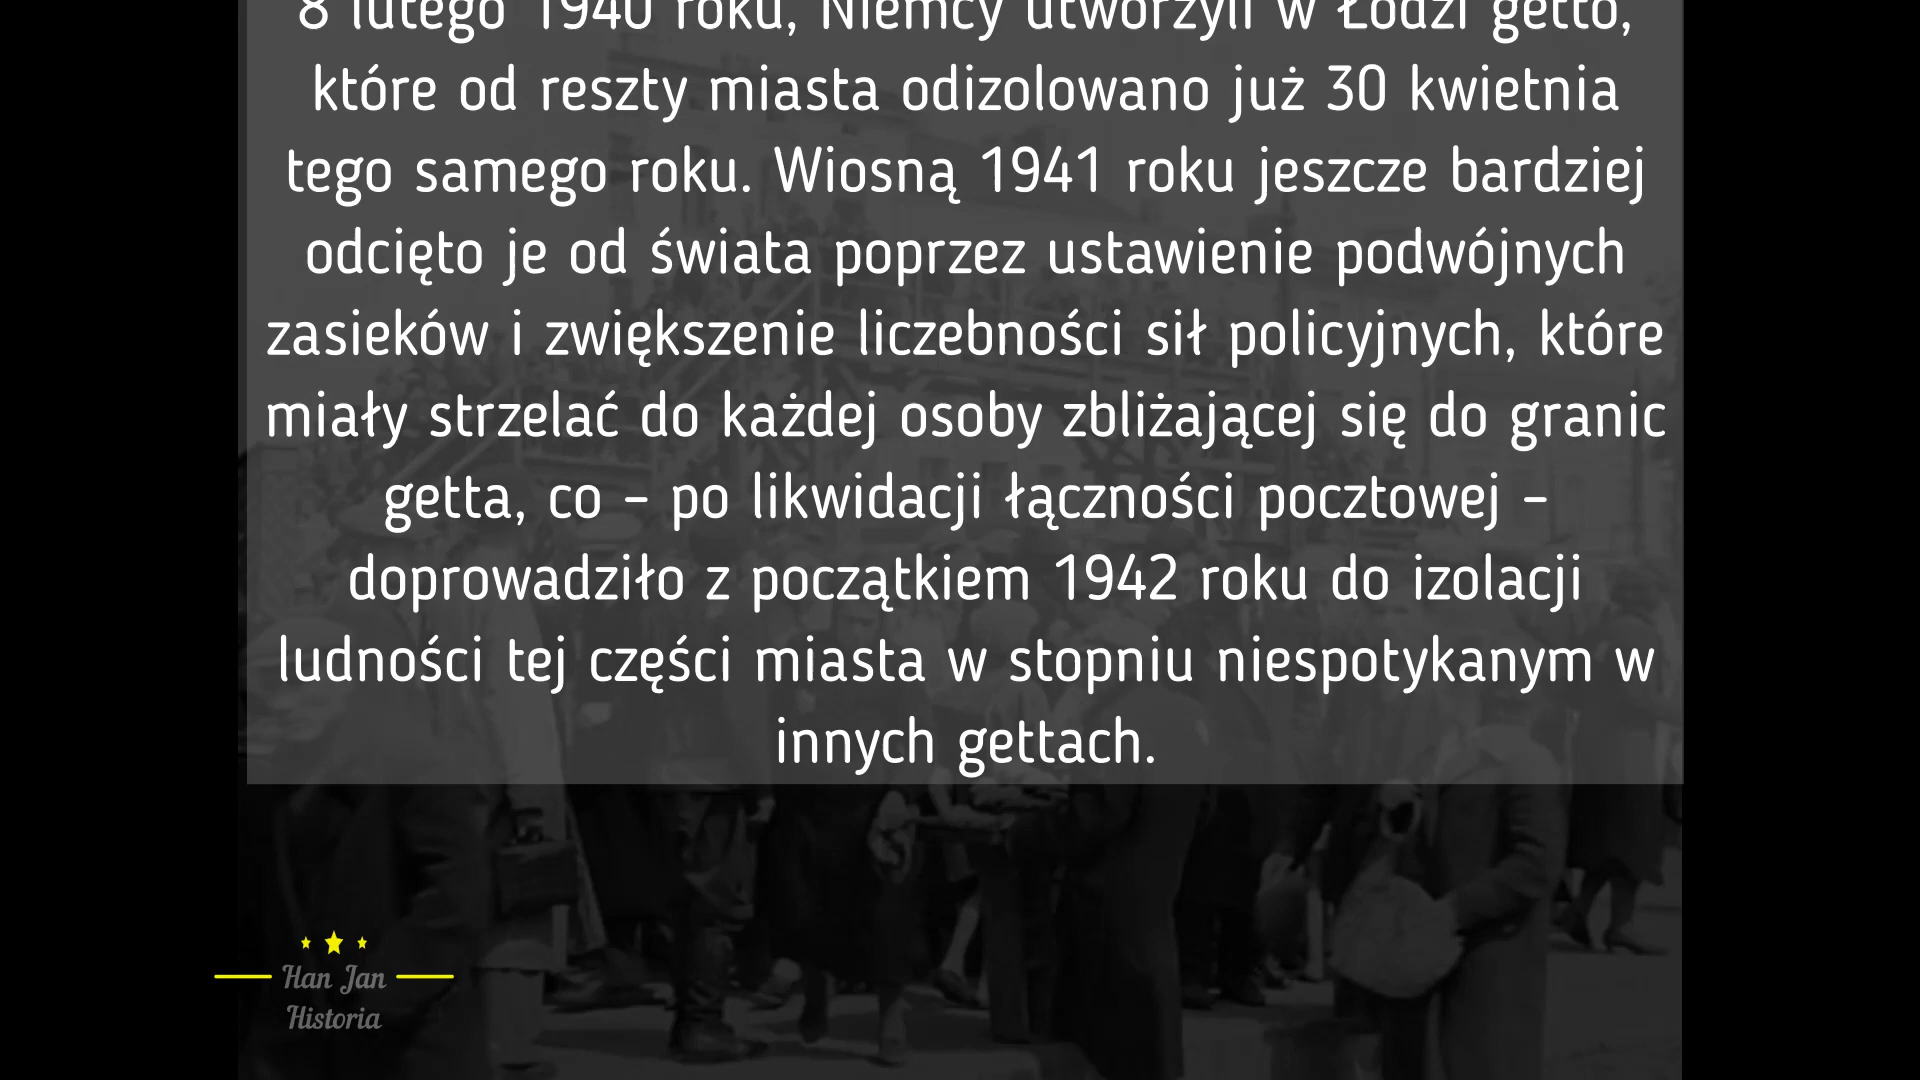 8 lutego 1940 roku, Niemcy utworzyli w Łodzi getto,
które od reszty miasta odizolowano już 30 kwietnia
tego samego roku. Wiosną 1941 roku jeszcze bardziej
odcięto je od świata poprzez ustawienie podwójnych
zasieków i zwiększenie liczebności sił policyjnych, które
miały strzelać do każdej osoby zbliżającej się do granic
getta, co – po likwidacji łączności pocztowej –
doprowadziło z początkiem 1942 roku do izolacji
ludności tej części miasta w stopniu niespotykanym w
innych gettach.
Han Jan
Historia